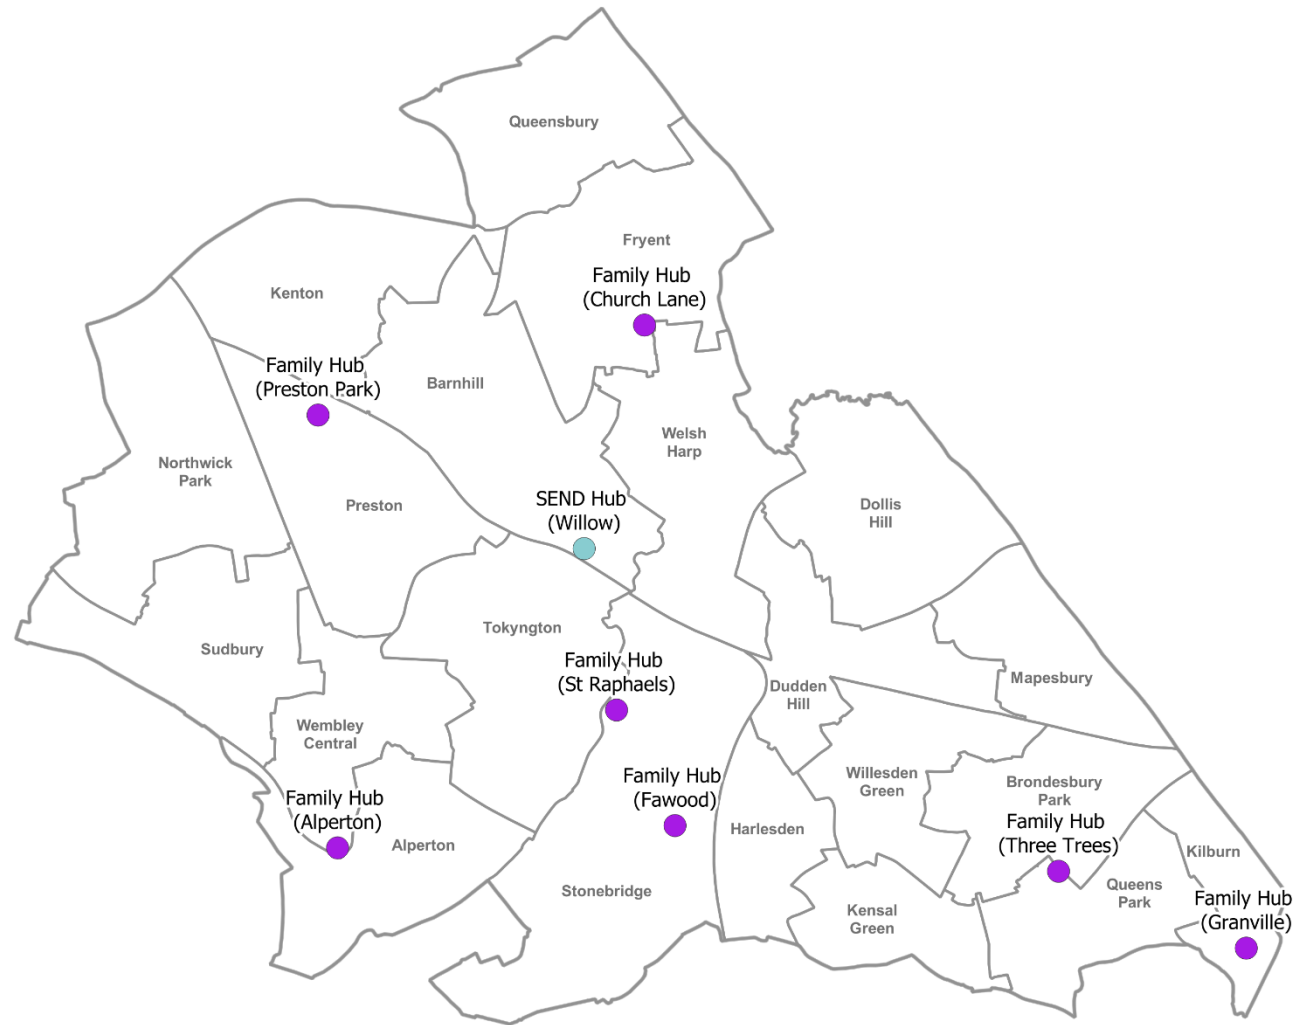 Queensbury
Fryent
Family Hub
(Church Lane)
Kenton
Family Hub
(Preston Park)
Barnhill
Welsh
Harp
Northwick
Park
Preston
SEND Hub
(Willow)
Dollis
Hill
Tokyngton
Sudbury
Family Hub
(St Raphaels)
Mapesbury
Dudden
Hill
Wembley
Central
Family Hub
(Fawood)
Willesden
Green
Brondesbury
Park
Family Hub
(Alperton)
Alperton
Harlesden
Family Hub
(Three Trees)
Kilburn
Stonebridge
Queens
Park
Kensal
Green
Family Hub
(Granville)